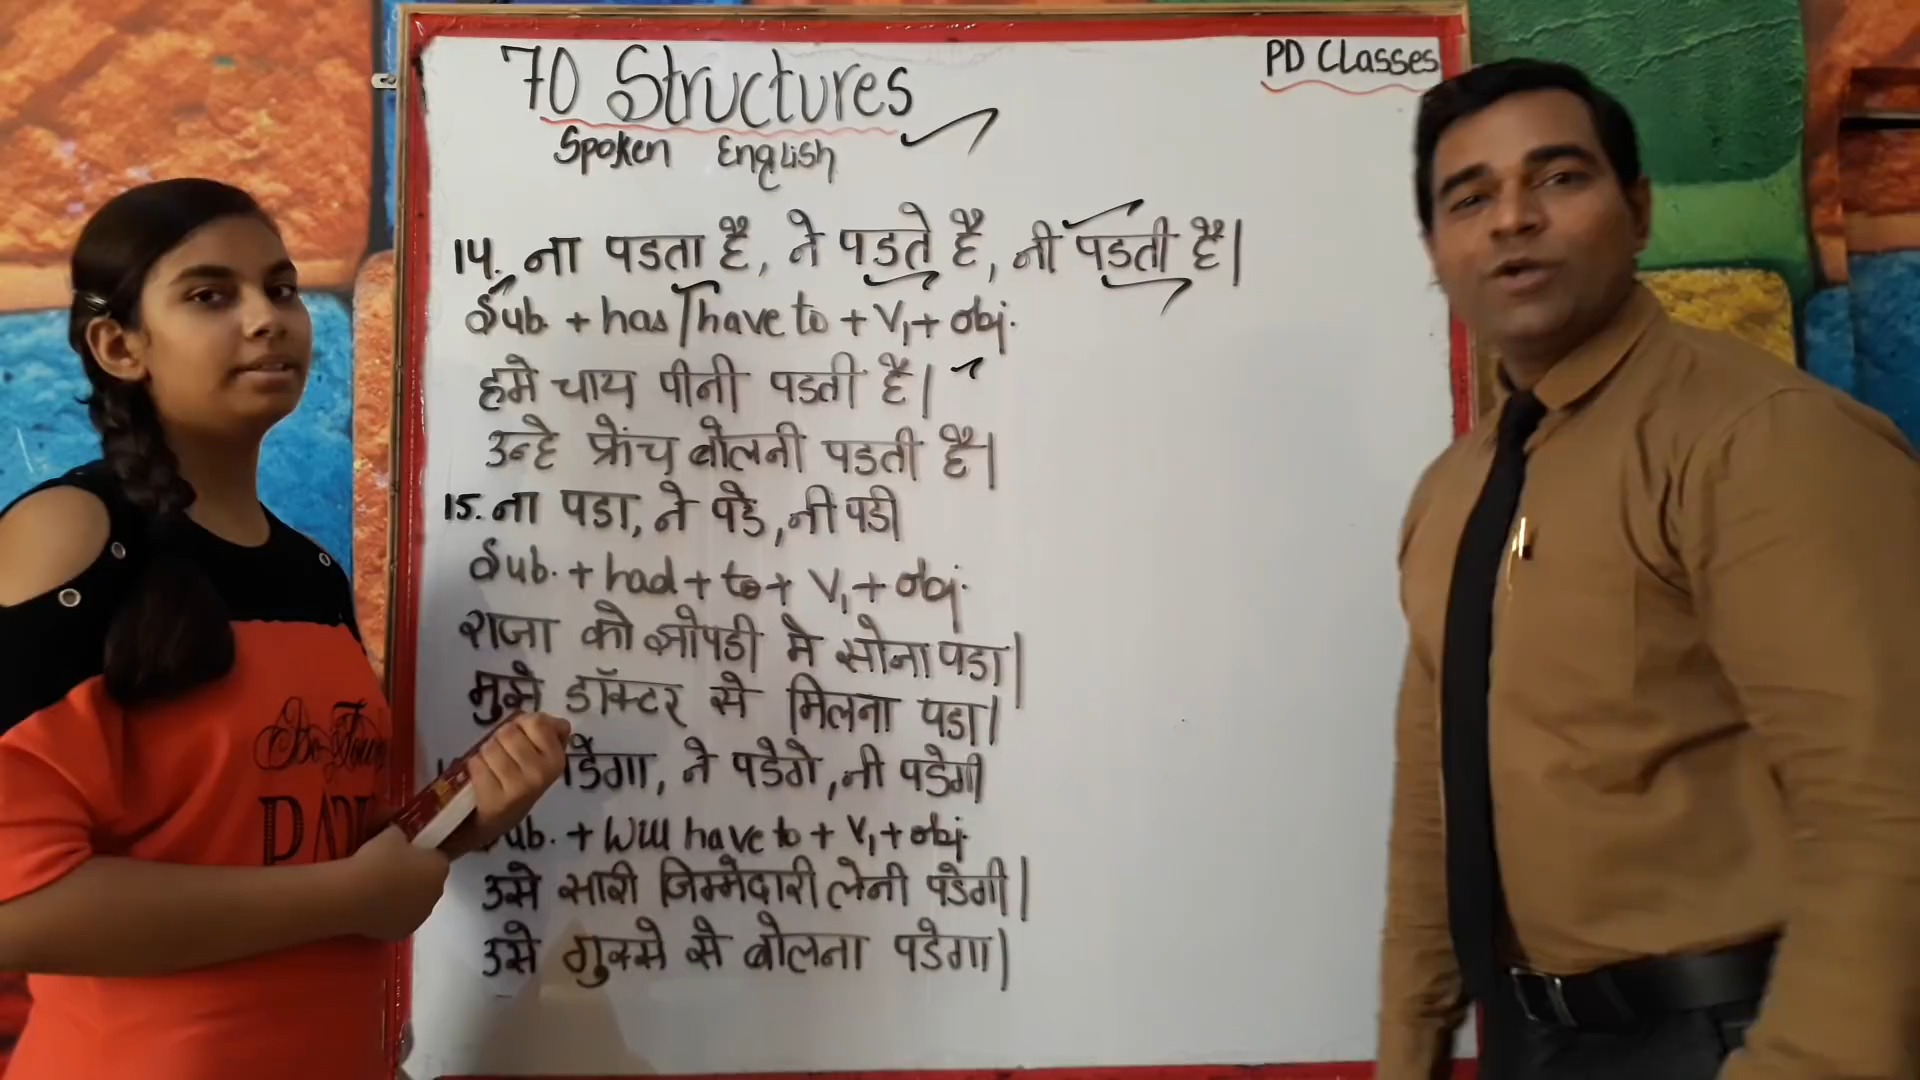 70 Structures
PD Classes
Spoken English
14. ना पडता है, ने पडते है, नी पडती है|
Sub. + has/have to + V₁ + obj.
हमे चाय पीनी पडती है|
उन्हे फ्रेंच बोलनी पडती है|
15. ना पडा, ने पडे, नी पडी
Sub. + had + to + V₁ + obj.
राजा को झोपडी मे सोना पडा|
मुझे डॉक्टर से मिलना पडा|
पडेगा, ने पडेगे, नी पडेगी
Sub. + will have to + V₁ + obj.
उसे सारी जिम्मेदारी लेनी पडेगी|
उसे गुस्से से बोलना पडेगा|